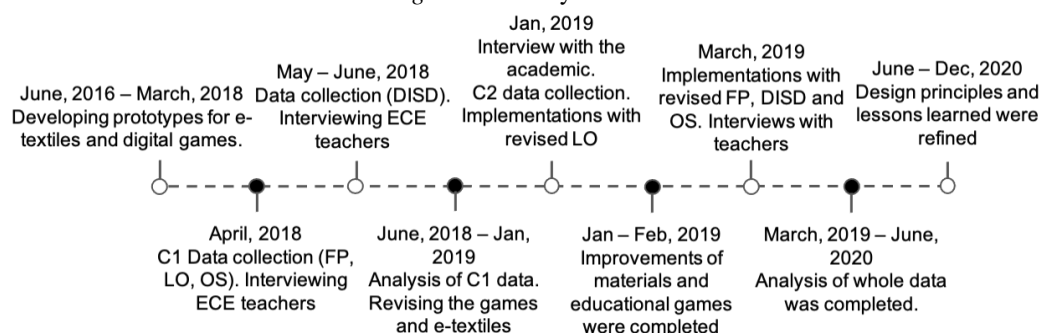 June, 2016 – March, 2018
Developing prototypes for e-
textiles and digital games.
April, 2018
C1 Data collection (FP,
LO, OS). Interviewing
ECE teachers
May – June, 2018
Data collection (DISD).
Interviewing ECE
teachers
June, 2018 – Jan,
2019
Analysis of C1 data.
Revising the games
and e-textiles
Jan, 2019
Interview with the
academic.
C2 data collection.
Implementations with
revised LO
Jan – Feb, 2019
Improvements of
materials and
educational games
were completed
March, 2019
Implementations with
revised FP, DISD and
OS. Interviews with
teachers
March, 2019 – June,
2020
Analysis of whole data
was completed.
June – Dec, 2020
Design principles and
lessons learned were
refined